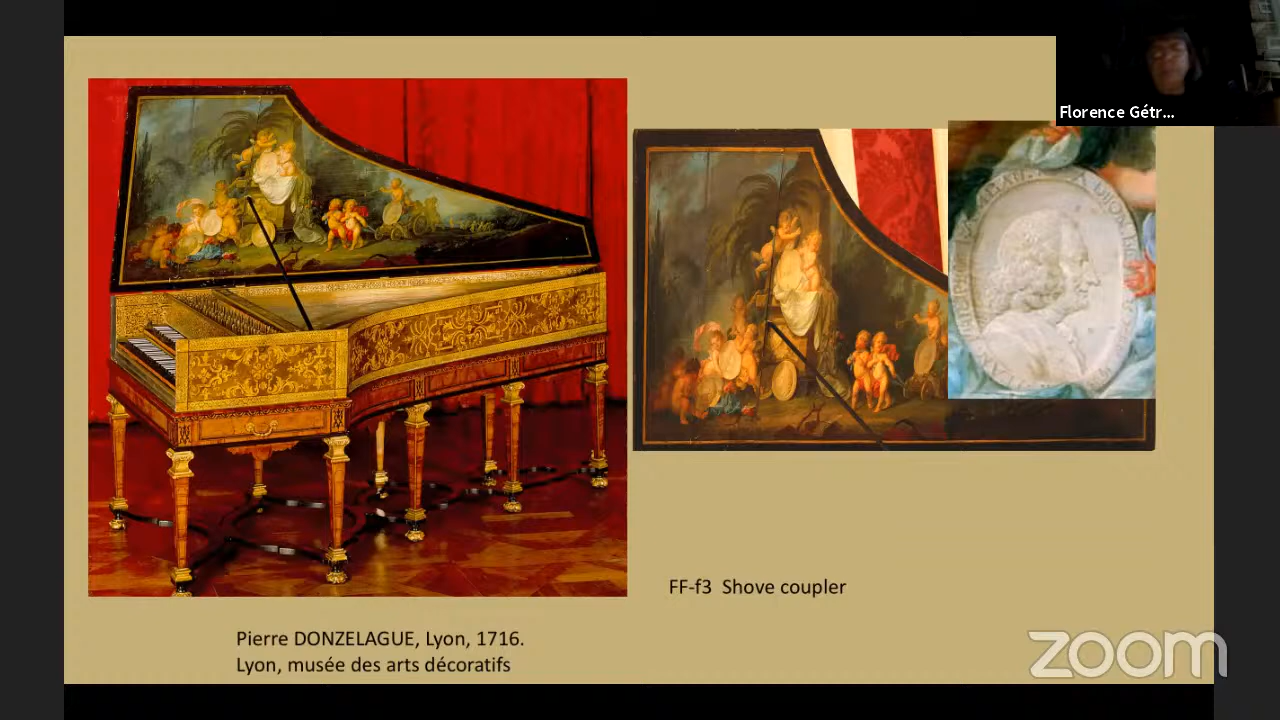 Florence Gétr...
FF-f3 Shove coupler
Pierre DONZELAGUE, Lyon, 1716.
Lyon, musée des arts décoratifs
zoom